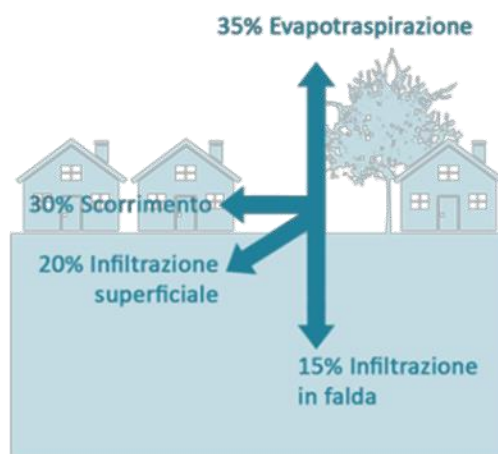 35% Evapotraspirazione
30% Scorrimento
20% Infiltrazione
superficiale
15% Infiltrazione
in falda